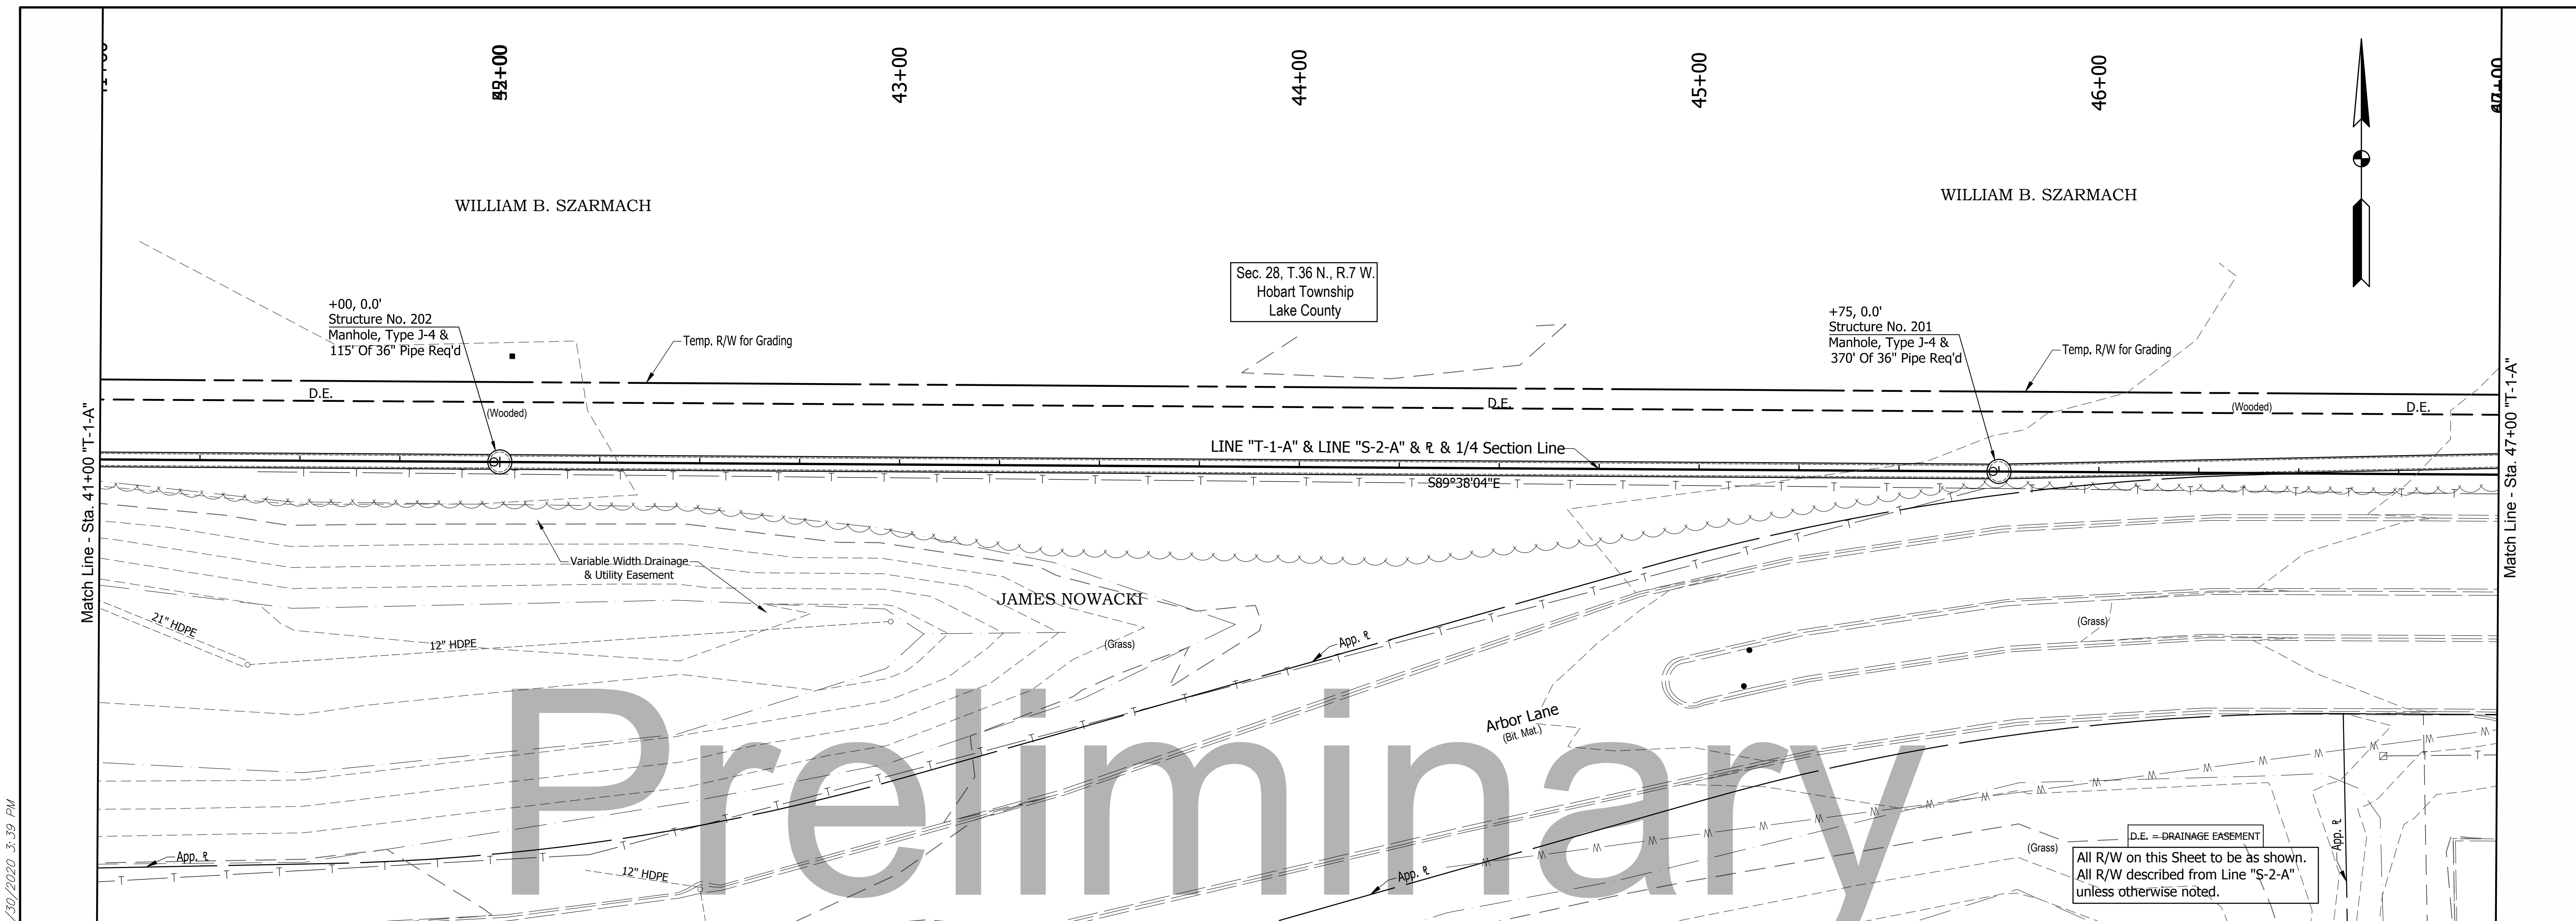 43+00
44+00
45+00
46+00
WILLIAM B. SZARMACH
WILLIAM B. SZARMACH
Sec. 28, T.36 N., R.7 W.
Hobart Township
Lake County
+00, 0.0'
Structure No. 202
Manhole, Type J-4 &
115' Of 36" Pipe Req'd
Temp. R/W for Grading
+75, 0.0'
Structure No. 201
Manhole, Type J-4 &
370' Of 36" Pipe Req'd
Temp. R/W for Grading
D.E.
(Wooded)
D.E.
(Wooded)
D.E.
Match Line - Sta. 41+00 "T-1-A"
Match Line - Sta. 47+00 "T-1-A"
LINE "T-1-A" & LINE "S-2-A" & ⅊ & 1/4 Section Line
S89°38'04"E
Variable Width Drainage
& Utility Easement
JAMES NOWACKI
21" HDPE
12" HDPE
(Grass)
App. ⅊
(Grass)
Arbor Lane
(Bit. Mat.)
Preliminary
App. ⅊
12" HDPE
App. ⅊
(Grass)
App. ⅊
D.E. = DRAINAGE EASEMENT
All R/W on this Sheet to be as shown.
All R/W described from Line "S-2-A"
unless otherwise noted.
/30/2020 3:39 PM